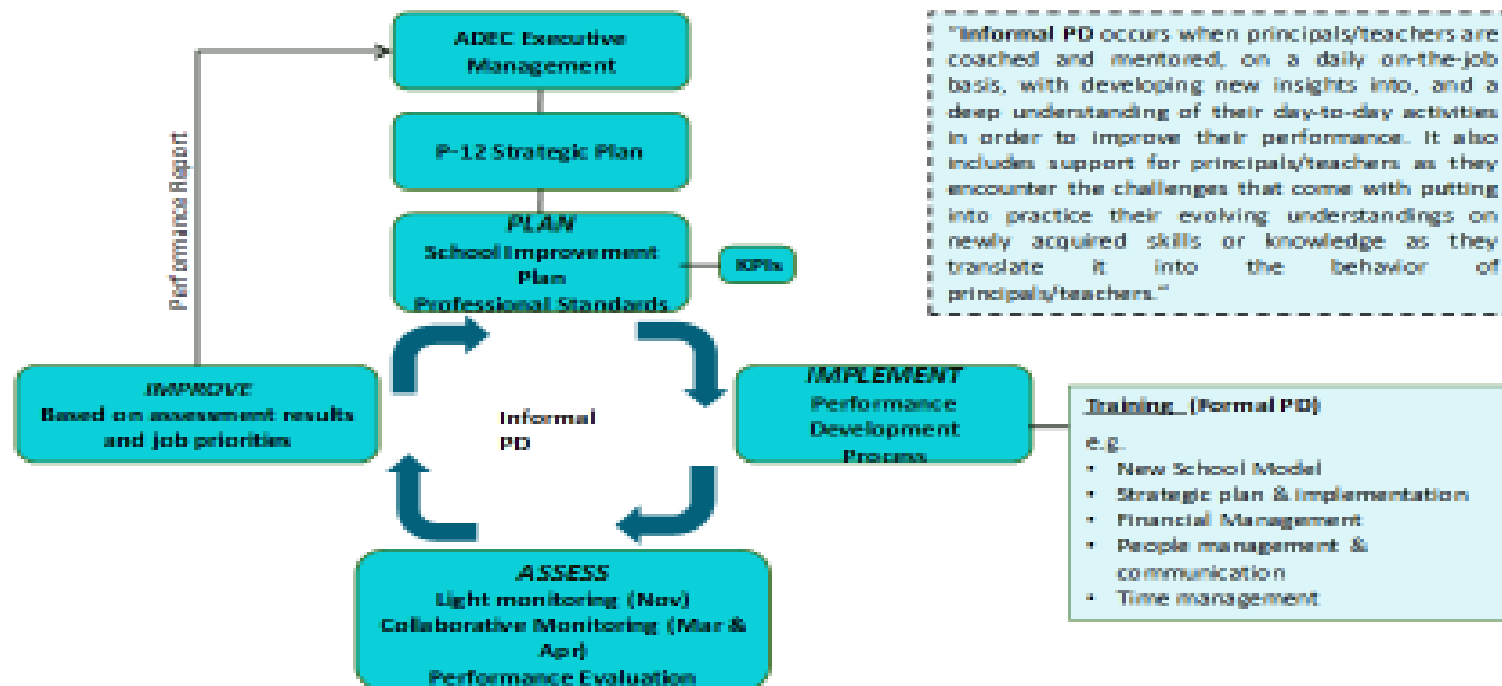 ADEC Executive
Management
P-12 Strategic Plan
PLAN
School Improvement
Plan
Professional Standards
KPIs
Performance Report
"Informal PD occurs when principals/teachers are
coached and mentored, on a daily on-the-job
basis, with developing new insights into, and a
deep understanding of their day-to-day activities
in order to improve their performance. It also
includes support for principals/teachers as they
encounter the challenges that come with putting
into practice their evolving understandings on
newly acquired skills or knowledge as they
translate it into the behavior of
principals/teachers."
IMPROVE
Based on assessment results
and job priorities
Informal
PD
IMPLEMENT
Performance
Development
Process
Training (Formal PD)
e.g.
• New School Model
• Strategic plan & implementation
• Financial Management
• People management &
communication
• Time management
ASSESS
Light monitoring (Nov)
Collaborative Monitoring (Mar &
Apr)
Performance Evaluation